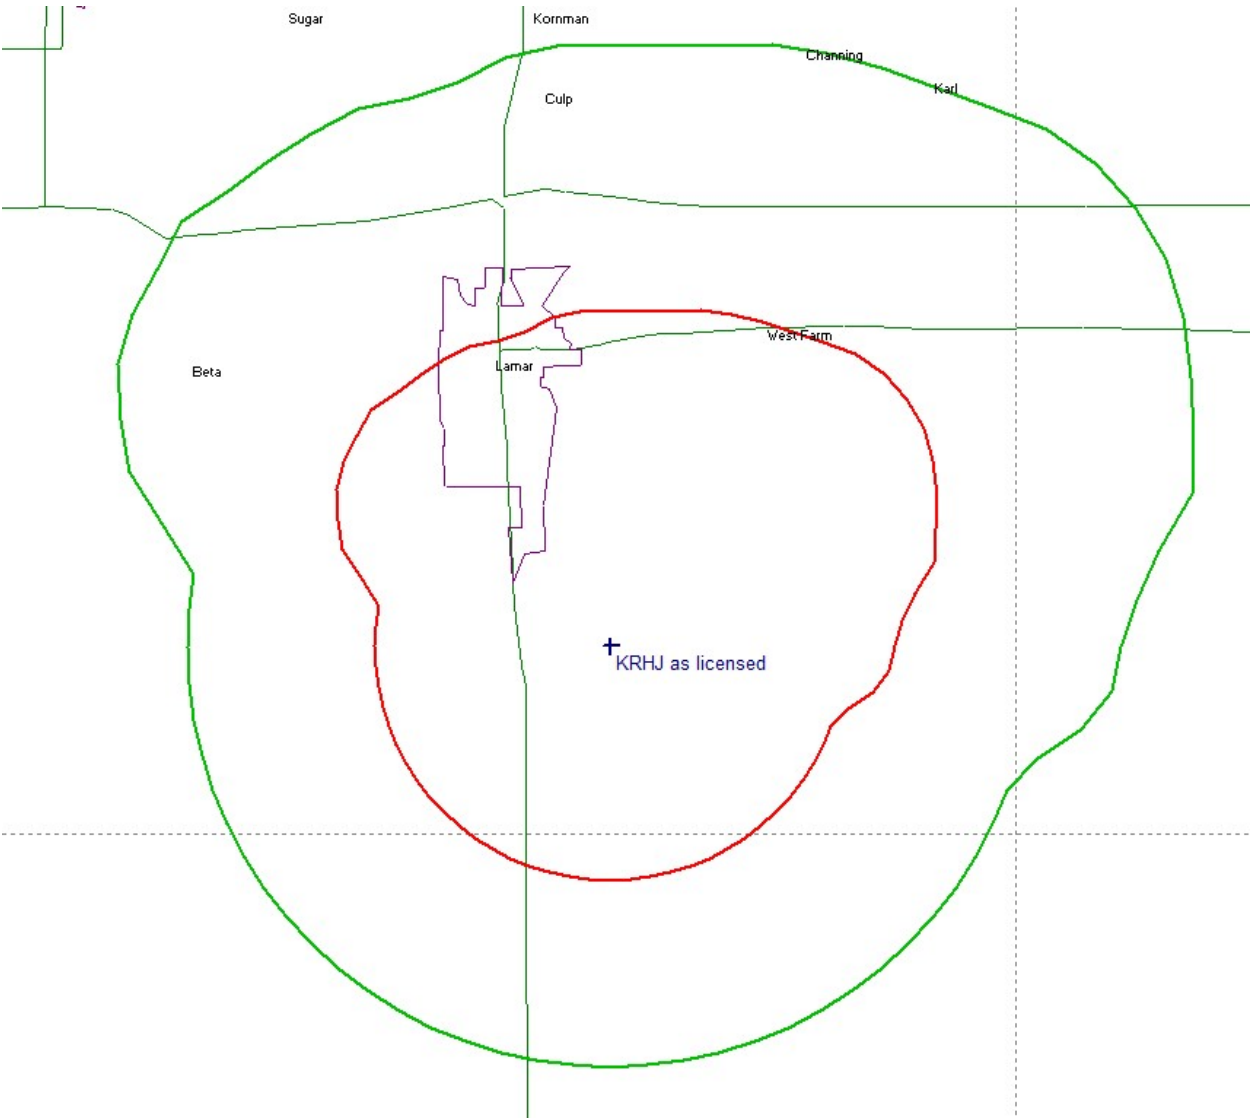 Sugar
Kornman
Channing
Karl
Culp
West Farm
Lamar
Beta
KRHJ as licensed